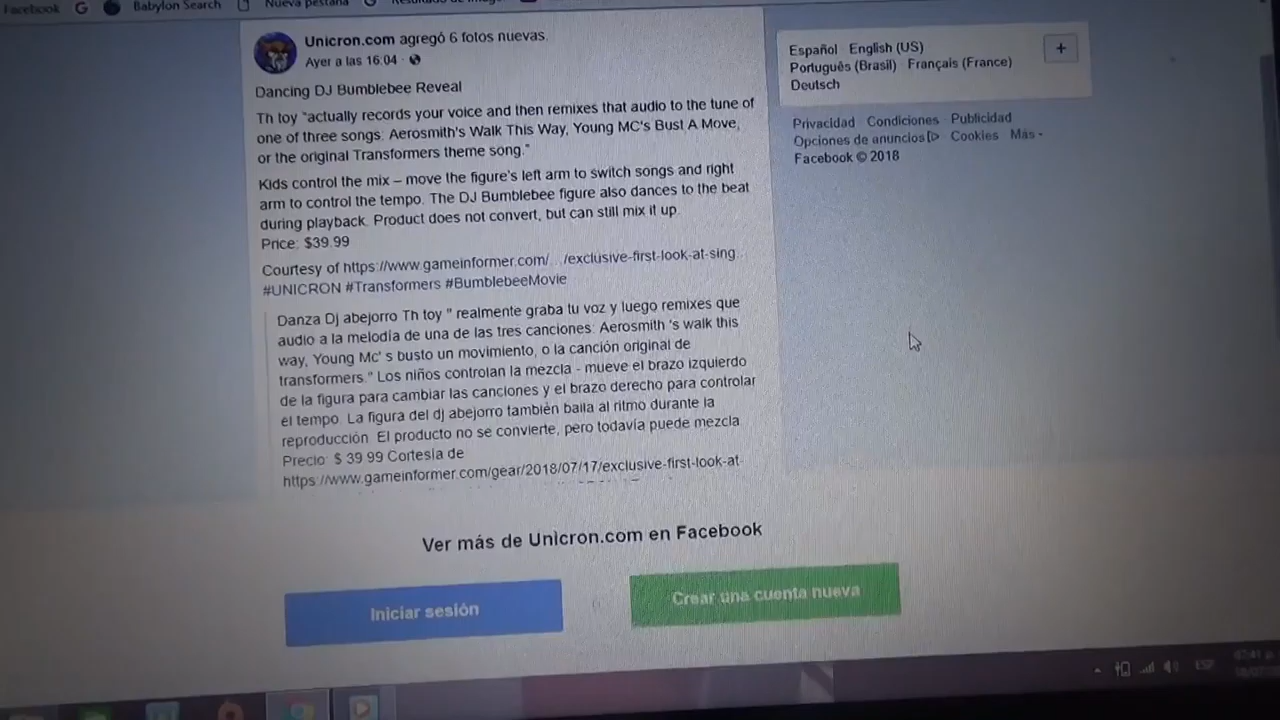 Facebook
Babylon Search
Nueva pestaña
Unicron.com agregó 6 fotos nuevas.
Ayer a las 16:04 ·
Dancing DJ Bumblebee Reveal
Th toy "actually records your voice and then remixes that audio to the tune of
one of three songs: Aerosmith's Walk This Way, Young MC's Bust A Move,
or the original Transformers theme song."
Kids control the mix – move the figure's left arm to switch songs and right
arm to control the tempo. The DJ Bumblebee figure also dances to the beat
during playback. Product does not convert, but can still mix it up.
Price: $39.99
Courtesy of https://www.gameinformer.com/…/exclusive-first-look-at-sing…
#UNICRON #Transformers #BumblebeeMovie
Danza Dj abejorro Th toy " realmente graba tu voz y luego remixes que
audio a la melodía de una de las tres canciones: Aerosmith 's walk this
way, Young Mc' s busto un movimiento, o la canción original de
transformers." Los niños controlan la mezcla - mueve el brazo izquierdo
de la figura para cambiar las canciones y el brazo derecho para controlar
el tempo. La figura del dj abejorro también baila al ritmo durante la
reproducción. El producto no se convierte, pero todavía puede mezcla.
Precio: $ 39.99 Cortesía de
https://www.gameinformer.com/gear/2018/07/17/exclusive-first-look-at-
Ver más de Unicron.com en Facebook
Iniciar sesión
Crear una cuenta nueva
Español English (US)
Português (Brasil) Français (France)
Deutsch
+
Privacidad Condiciones Publicidad
Opciones de anuncios Cookies Más
Facebook © 2018
ESP